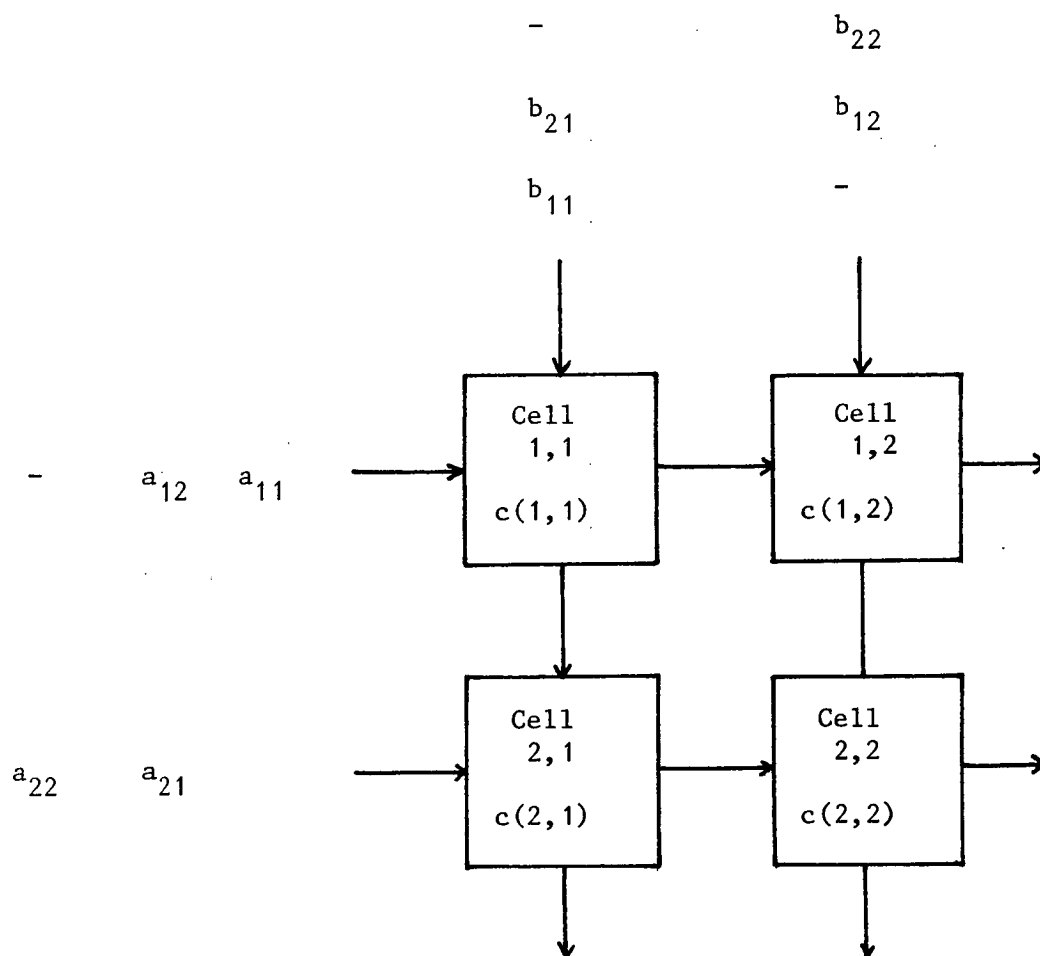 - b₂₂
b₂₁ b₁₂
b₁₁ -
Cell Cell
1,1 1,2
- a₁₂ a₁₁
c(1,1) c(1,2)
Cell Cell
2,1 2,2
a₂₂ a₂₁
c(2,1) c(2,2)